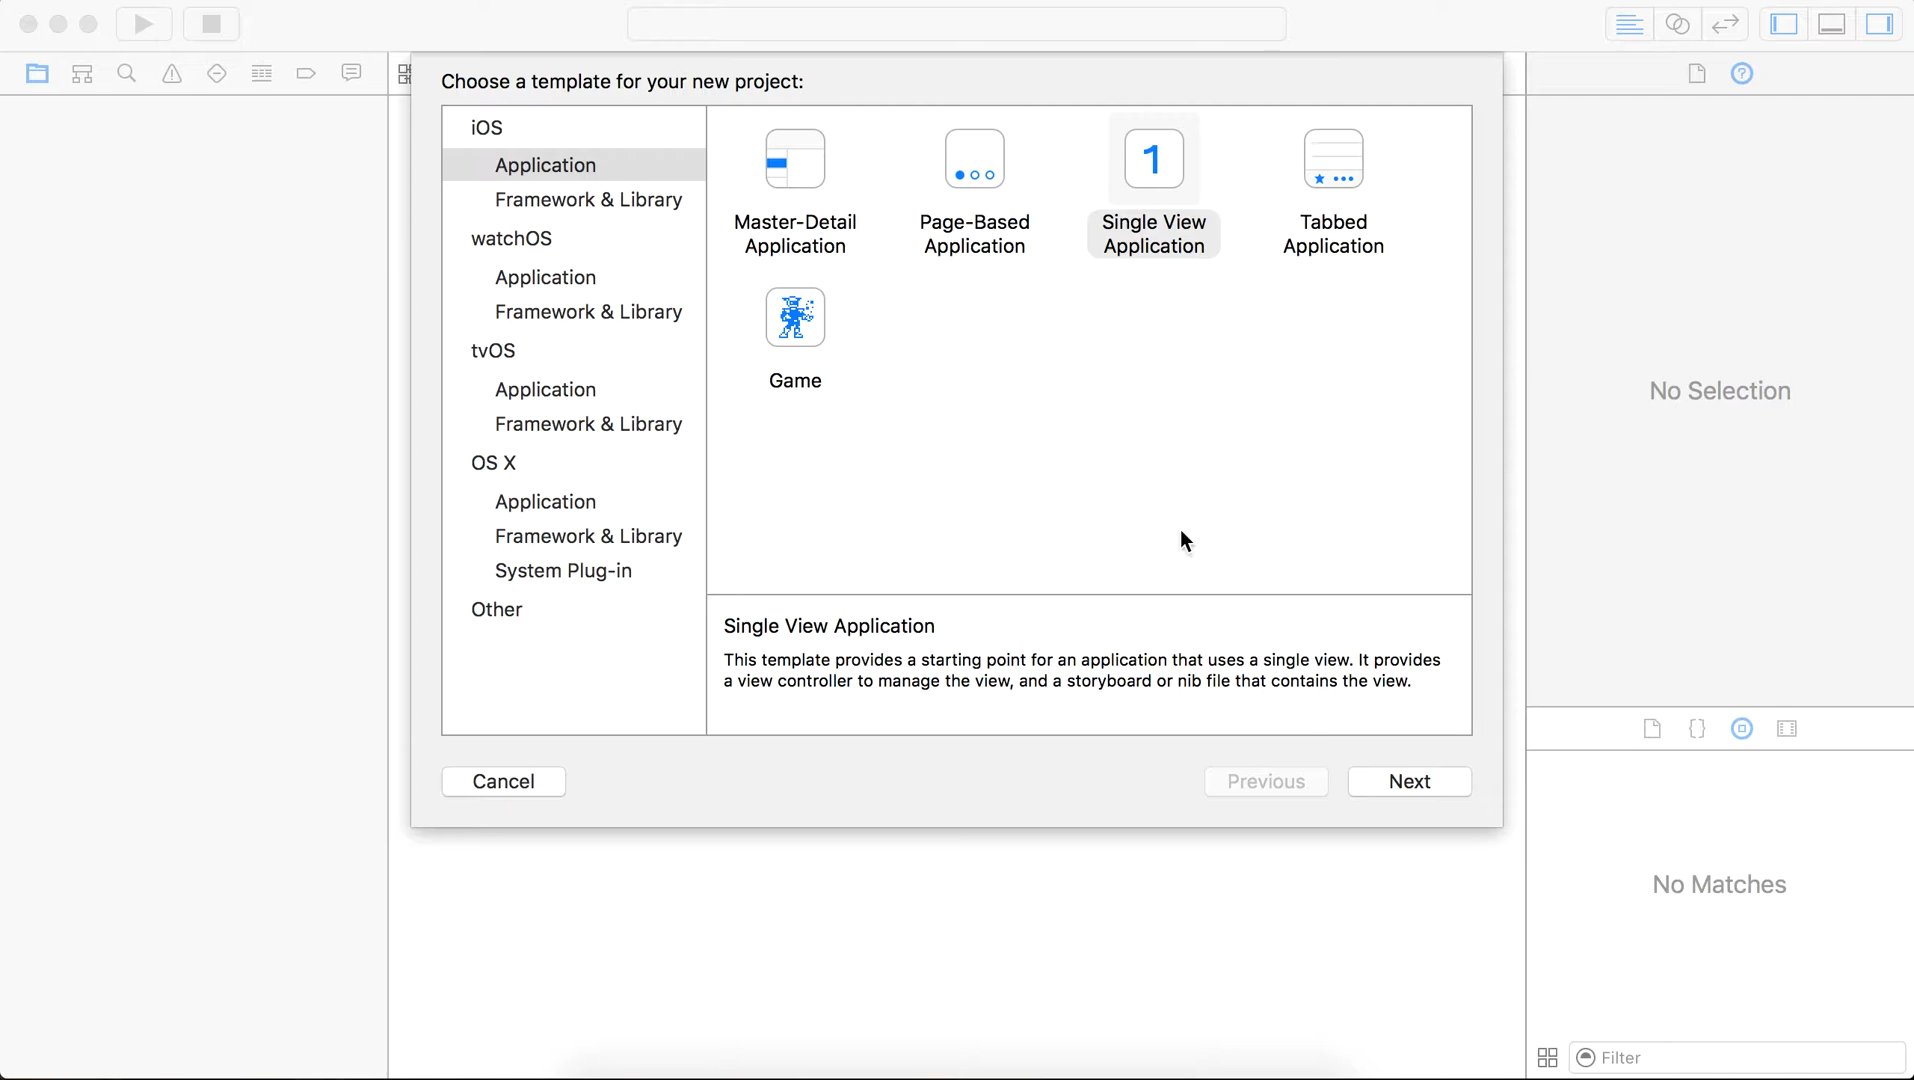 Choose a template for your new project:
iOS
Application
Framework & Library
watchOS
Application
Framework & Library
tvOS
Application
Framework & Library
OS X
Application
Framework & Library
System Plug-in
Other
Master-Detail
Application
Page-Based
Application
1
Single View
Application
Tabbed
Application
Game
Single View Application
This template provides a starting point for an application that uses a single view. It provides
a view controller to manage the view, and a storyboard or nib file that contains the view.
Cancel
Previous
Next
No Selection
No Matches
Filter